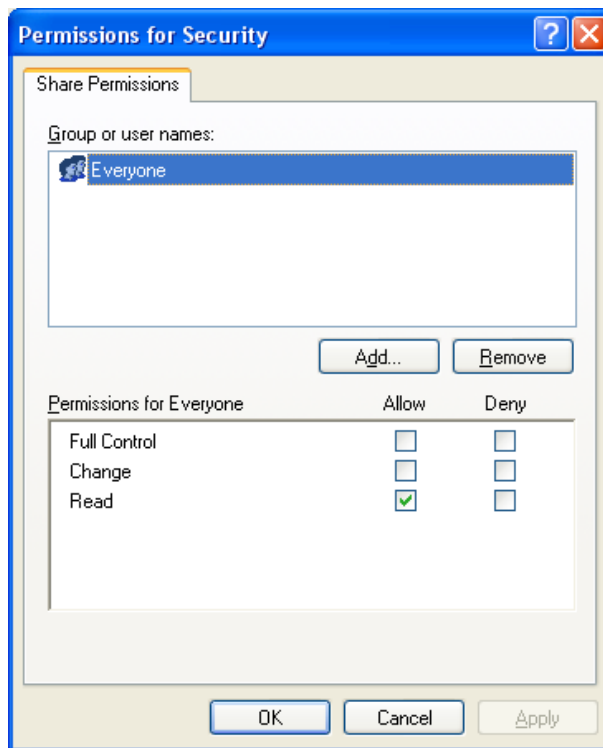 Permissions for Security
Share Permissions
Group or user names:
Everyone
Add... Remove
Permissions for Everyone Allow Deny
Full Control
Change
Read
OK Cancel Apply